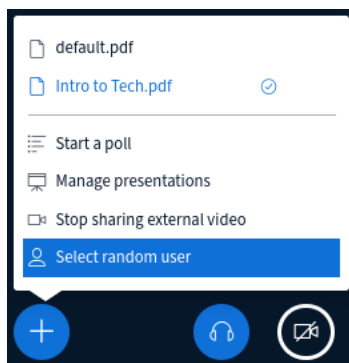 default.pdf
Intro to Tech.pdf
Start a poll
Manage presentations
Stop sharing external video
Select random user